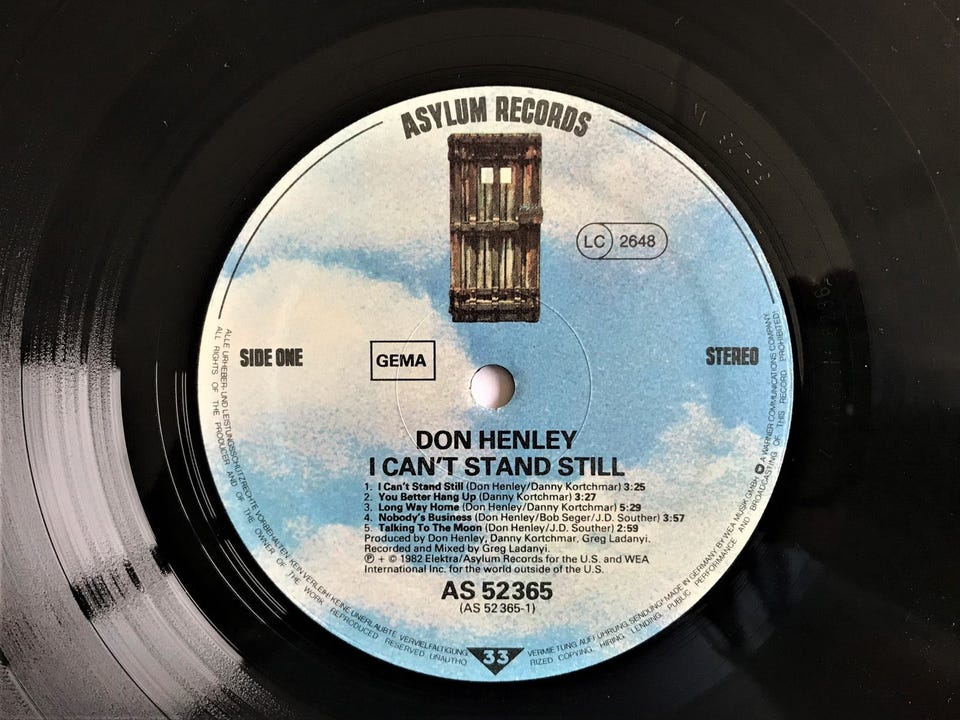 ASYLUM RECORDS
LC 2648
SIDE ONE
GEMA
STEREO
DON HENLEY
I CAN'T STAND STILL
1. I Can't Stand Still (Don Henley/Danny Kortchmar) 3:25
2. You Better Hang Up (Danny Kortchmar) 3:27
3. Long Way Home (Don Henley/Danny Kortchmar) 5:29
4. Nobody's Business (Don Henley/Bob Seger/J.D. Souther) 3:57
5. Talking To The Moon (Don Henley/J.D. Souther) 2:59
Produced by Don Henley, Danny Kortchmar, Greg Ladanyi.
Recorded and Mixed by Greg Ladanyi.
℗ + © 1982 Elektra/Asylum Records for the U.S. and WEA
International Inc. for the world outside of the U.S.
AS 52365
(AS 52 365-1)
33
ALLE URHEBER- UND LEISTUNGSSCHUTZRECHTE VORBEHALTEN. KEIN VERLEIH! KEINE UNERLAUBTE VERVIELFÄLTIGUNG, VERMIETUNG, AUFFÜHRUNG, SENDUNG! MADE IN GERMANY BY WEA MUSIK GMBH A WARNER COMMUNICATIONS COMPANY.
ALL RIGHTS OF THE PRODUCER AND OF THE OWNER OF THE WORK REPRODUCED RESERVED. UNAUTHORIZED COPYING, HIRING, LENDING, PUBLIC PERFORMANCE AND BROADCASTING OF THIS RECORD PROHIBITED!